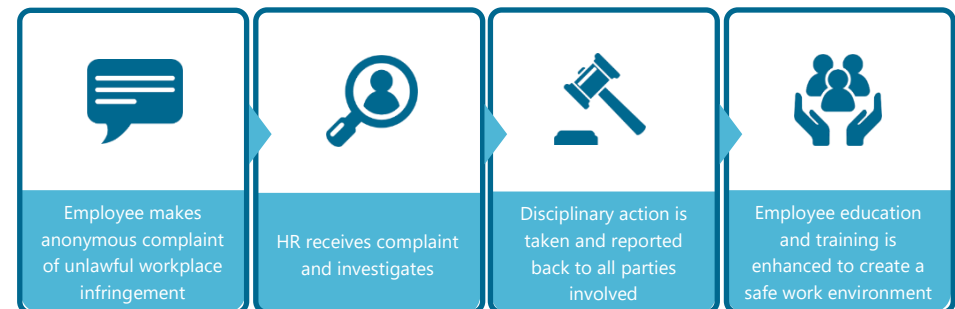 Employee makes
anonymous complaint
of unlawful workplace
infringement
HR receives complaint
and investigates
Disciplinary action is
taken and reported
back to all parties
involved
Employee education
and training is
enhanced to create a
safe work environment